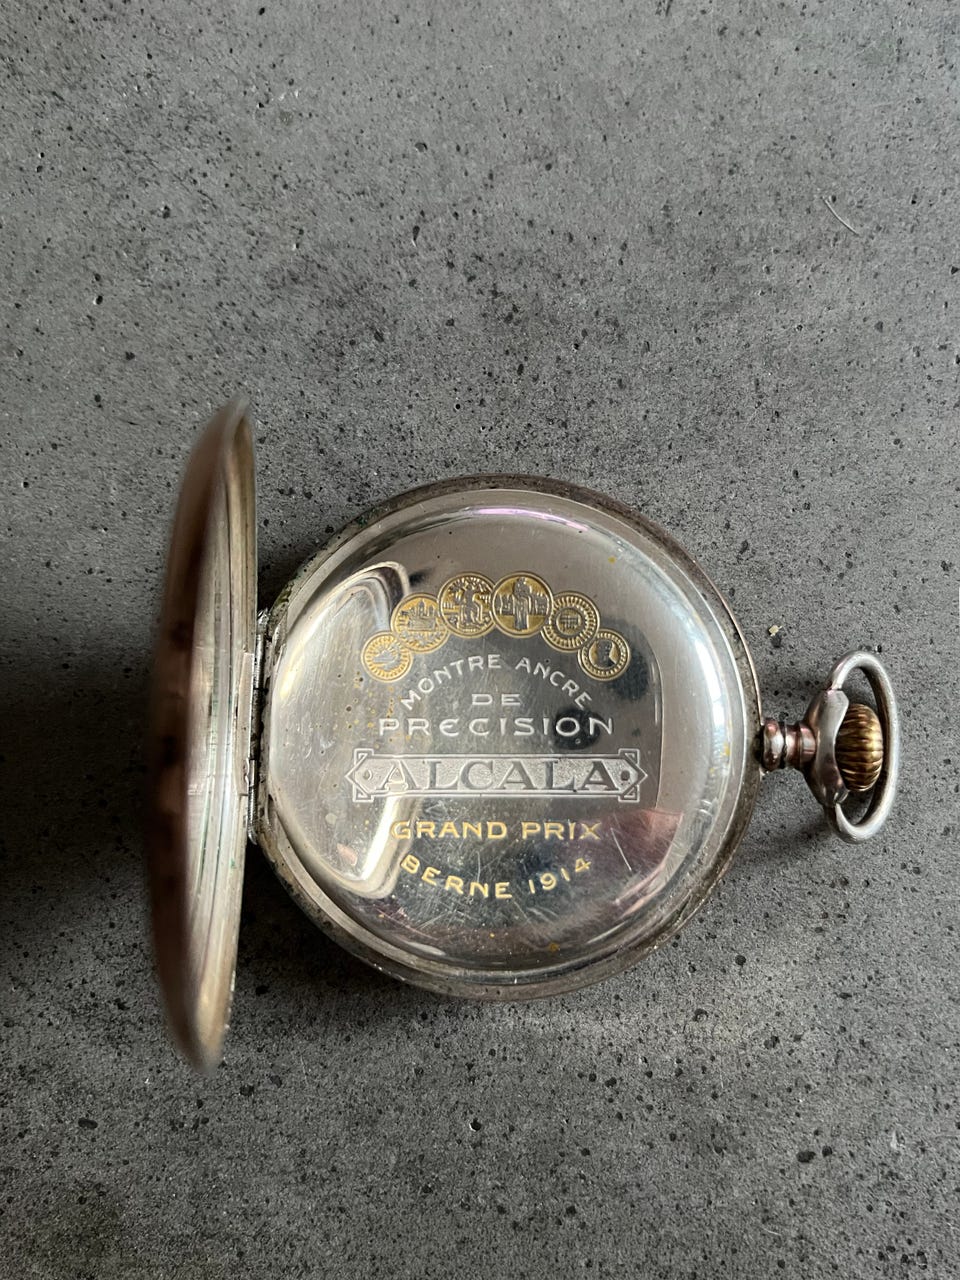 MONTRE ANCRE
DE
PRECISION
ALCALA
GRAND PRIX
BERNE 1914